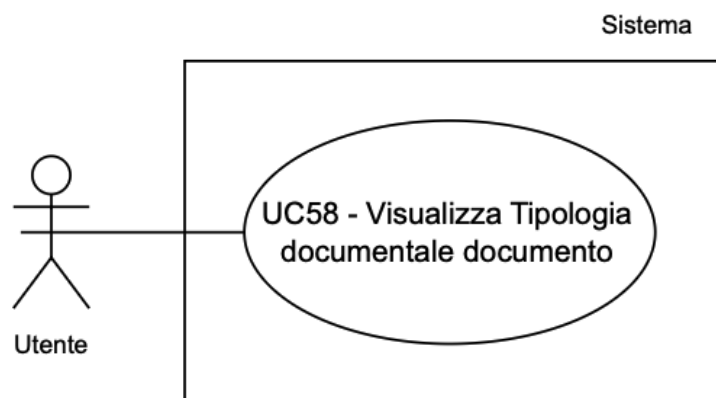 Sistema
UC58 - Visualizza Tipologia
documentale documento
Utente